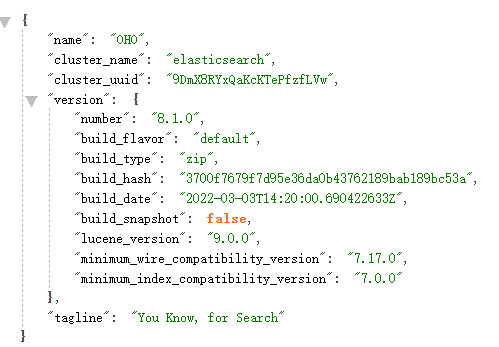 {
"name": "OHO",
"cluster_name": "elasticsearch",
"cluster_uuid": "9DmX8RYxQaKcKTePfzfLVw",
"version": {
"number": "8.1.0",
"build_flavor": "default",
"build_type": "zip",
"build_hash": "3700f7679f7d95e36da0b43762189bab189bc53a",
"build_date": "2022-03-03T14:20:00.690422633Z",
"build_snapshot": false,
"lucene_version": "9.0.0",
"minimum_wire_compatibility_version": "7.17.0",
"minimum_index_compatibility_version": "7.0.0"
},
"tagline": "You Know, for Search"
}